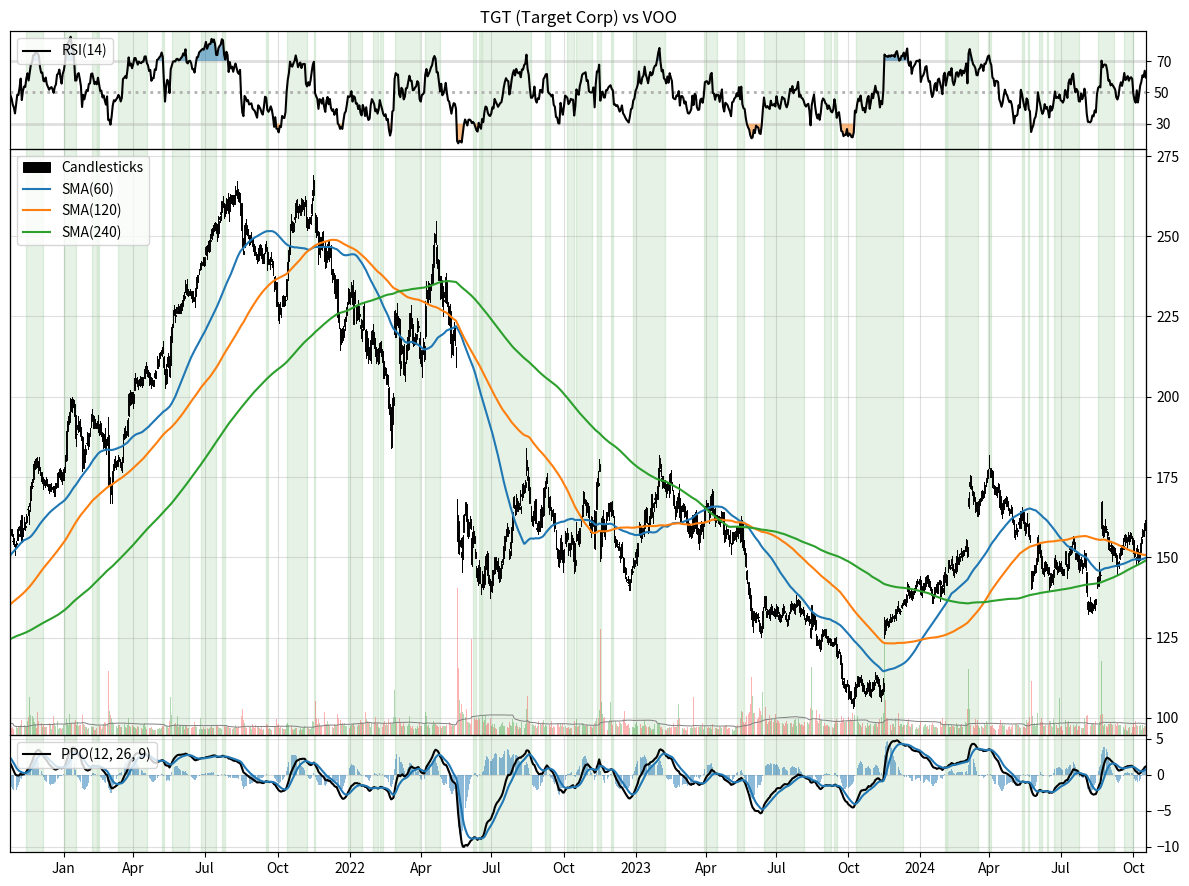 TGT (Target Corp) vs VOO
RSI(14)
70
50
30
Candlesticks
SMA(60)
SMA(120)
SMA(240)
275
250
225
200
175
150
125
100
PPO(12, 26, 9)
5
0
−5
−10
Jan Apr Jul Oct 2022 Apr Jul Oct 2023 Apr Jul Oct 2024 Apr Jul Oct